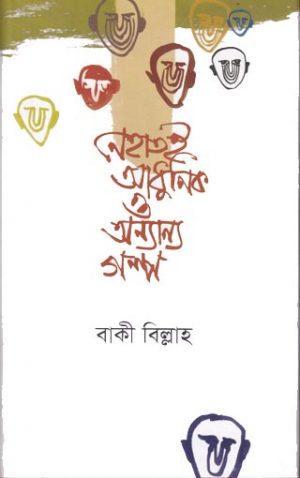 নেহাতই
আধুনিক
ও
অন্যান্য
গল্প
বাকী বিল্লাহ